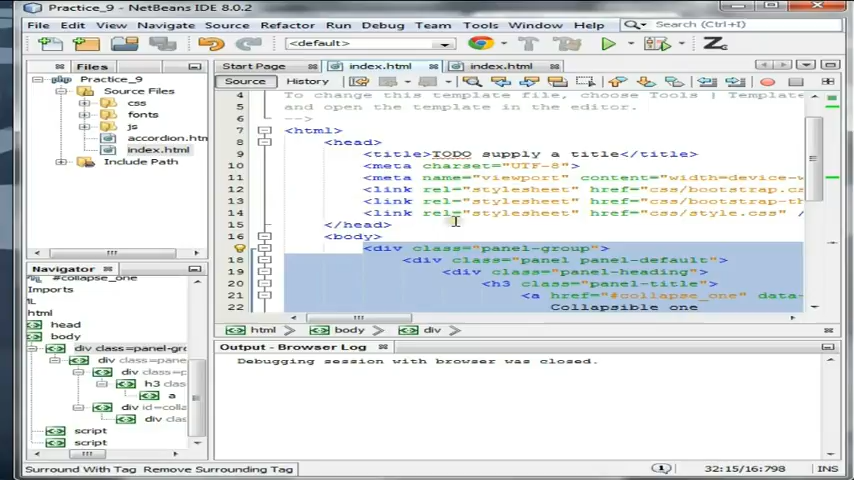 Practice_9 - NetBeans IDE 8.0.2
File Edit View Navigate Source Refactor Run Debug Team Tools Window Help
Search (Ctrl+I)
<default>
Files
Practice_9
Source Files
css
fonts
js
accordion.htm
index.html
Include Path
Start Page
index.html
index.html
Source
History
4 To change this template file, choose Tools | Template
5 and open the template in the editor.
6 -->
7 <html>
8 <head>
9 <title>TODO supply a title</title>
10 <meta charset="UTF-8">
11 <meta name="viewport" content="width=device-w
12 <link rel="stylesheet" href="css/bootstrap.cs
13 <link rel="stylesheet" href="css/bootstrap-th
14 <link rel="stylesheet" href="css/style.css" /
15 </head>
16 <body>
17 <div class="panel-group">
18 <div class="panel panel-default">
19 <div class="panel-heading">
20 <h3 class="panel-title">
21 <a href="#collapse_one" data-
22 Collapsible one
html body div
Navigator
#collapse_one
Imports
html
head
body
div class=panel-gro
div class=pane
div class
h3 clas
a
div id=colla
div clas
script
script
Output - Browser Log
Debugging session with browser was closed.
Surround With Tag Remove Surrounding Tag
1
32:15/16:798
INS